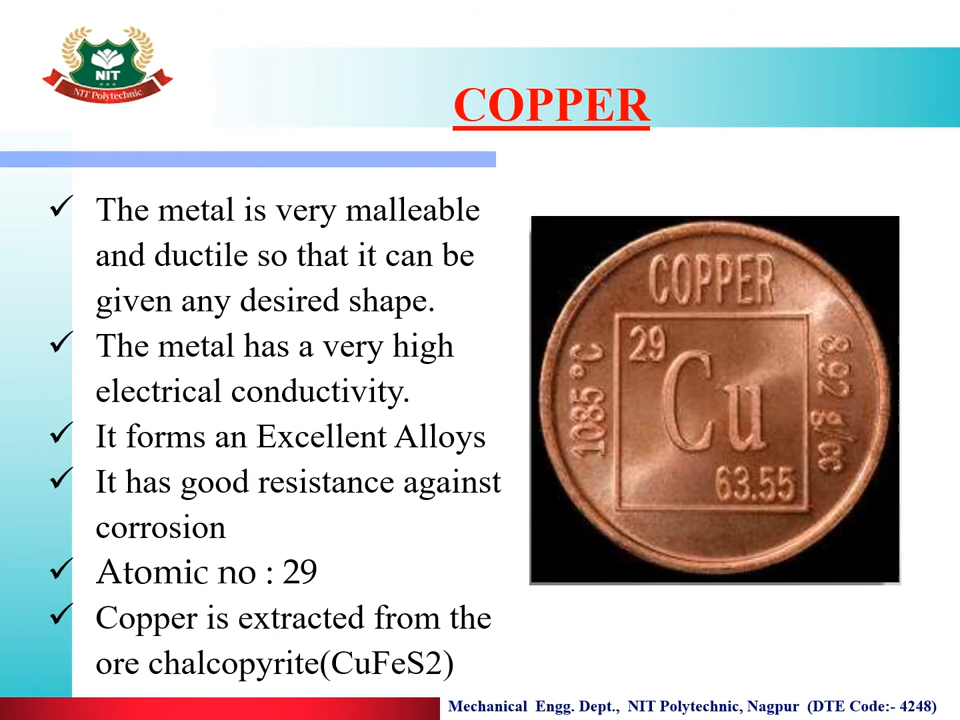 NIT
NIT Polytechnic
COPPER
The metal is very malleable
and ductile so that it can be
given any desired shape.
The metal has a very high
electrical conductivity.
It forms an Excellent Alloys
It has good resistance against
corrosion
Atomic no : 29
Copper is extracted from the
ore chalcopyrite(CuFeS2)
COPPER
29
Cu
63.55
1085 °C
8.92 g/cc
Mechanical Engg. Dept., NIT Polytechnic, Nagpur (DTE Code:- 4248)